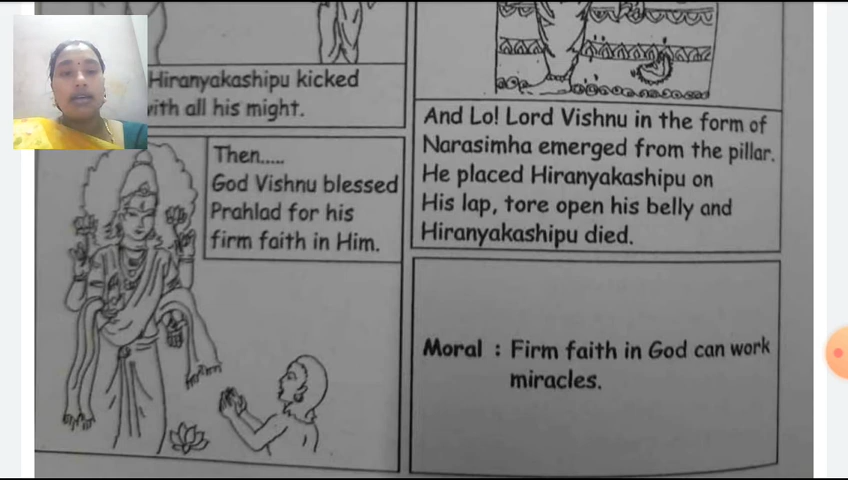 Hiranyakashipu kicked
with all his might.
Then.....
God Vishnu blessed
Prahlad for his
firm faith in Him.
And Lo! Lord Vishnu in the form of
Narasimha emerged from the pillar.
He placed Hiranyakashipu on
His lap, tore open his belly and
Hiranyakashipu died.
Moral : Firm faith in God can work
miracles.